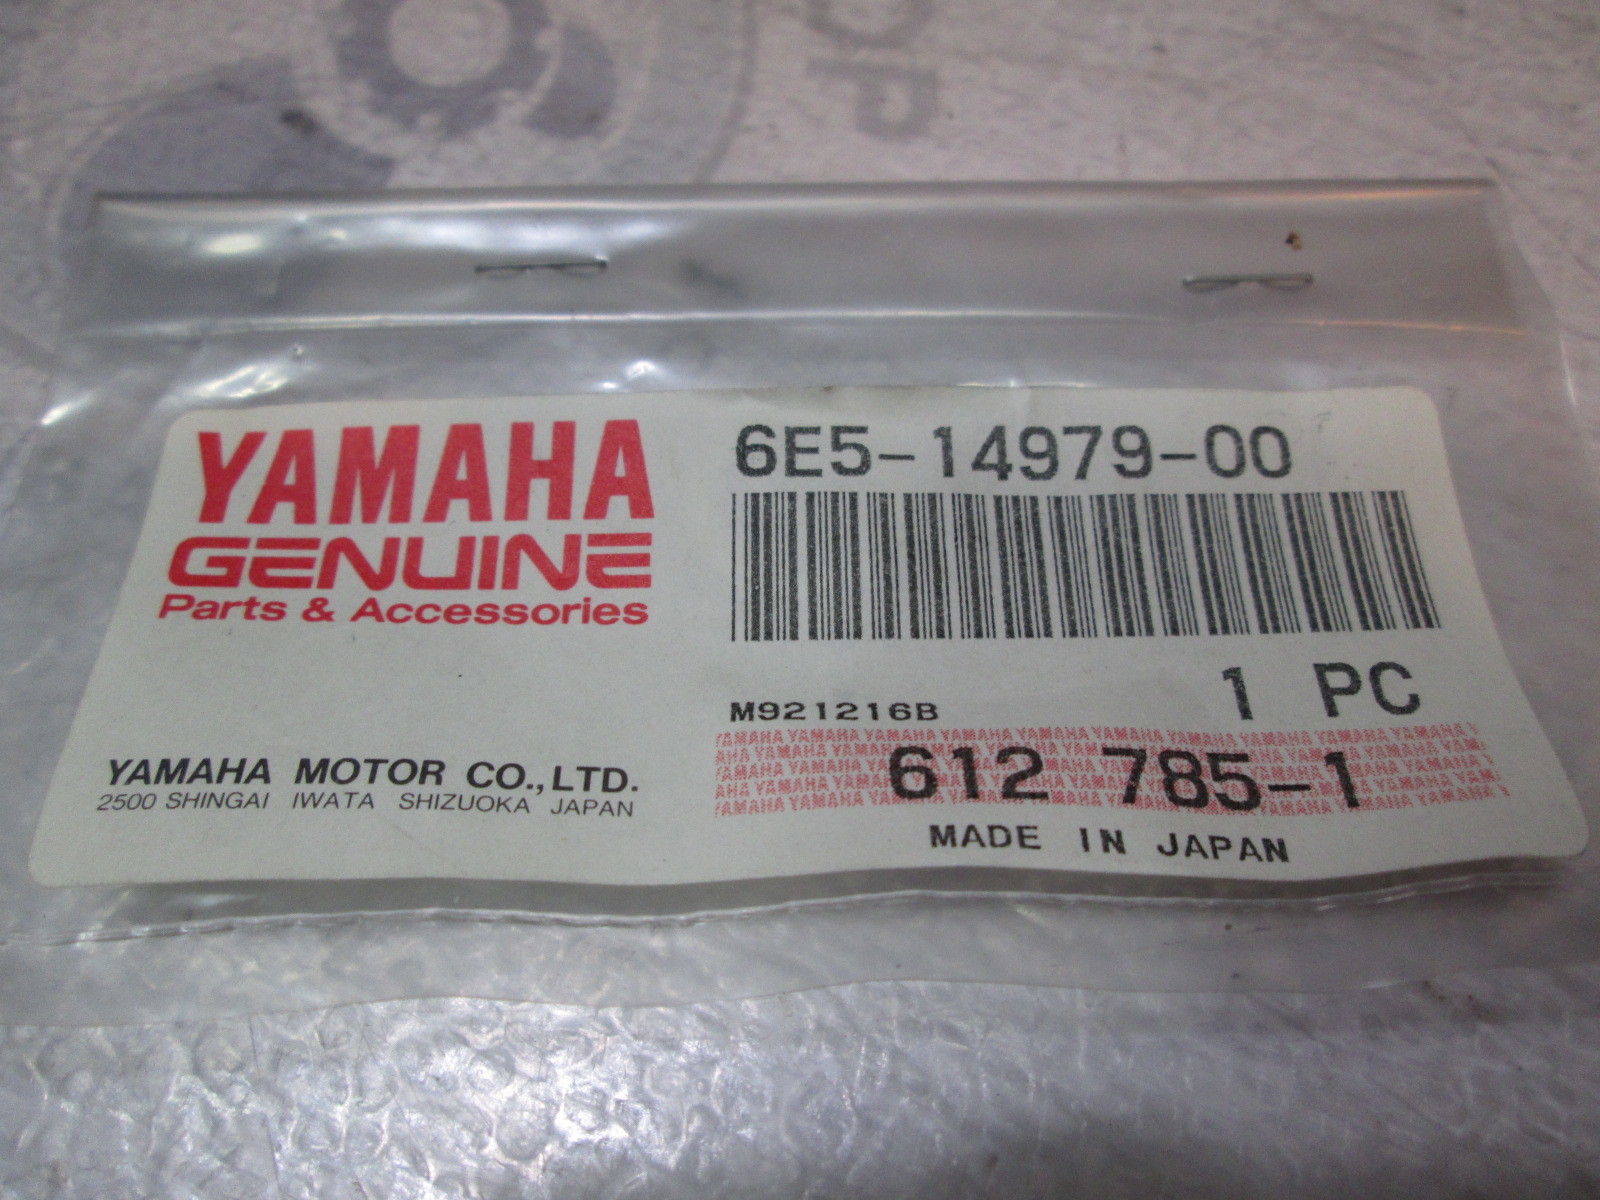 YAMAHA
GENUINE
Parts & Accessories
YAMAHA MOTOR CO., LTD.
2500 SHINGAI IWATA SHIZUOKA JAPAN
6E5-14979-00
1 PC
M921216B
612 785-1
MADE IN JAPAN